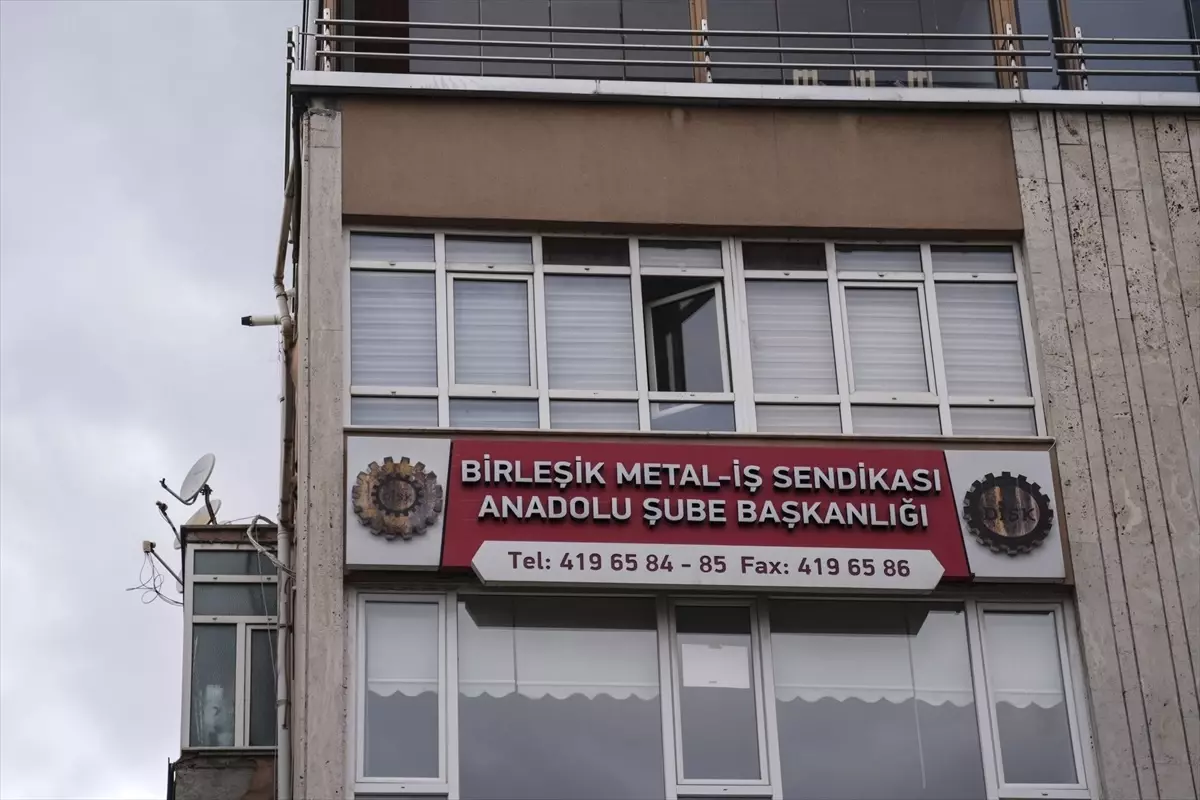 BİRLEŞİK METAL-İŞ SENDİKASI
ANADOLU ŞUBE BAŞKANLIĞI
Tel: 419 65 84 - 85 Fax: 419 65 86
DİSK